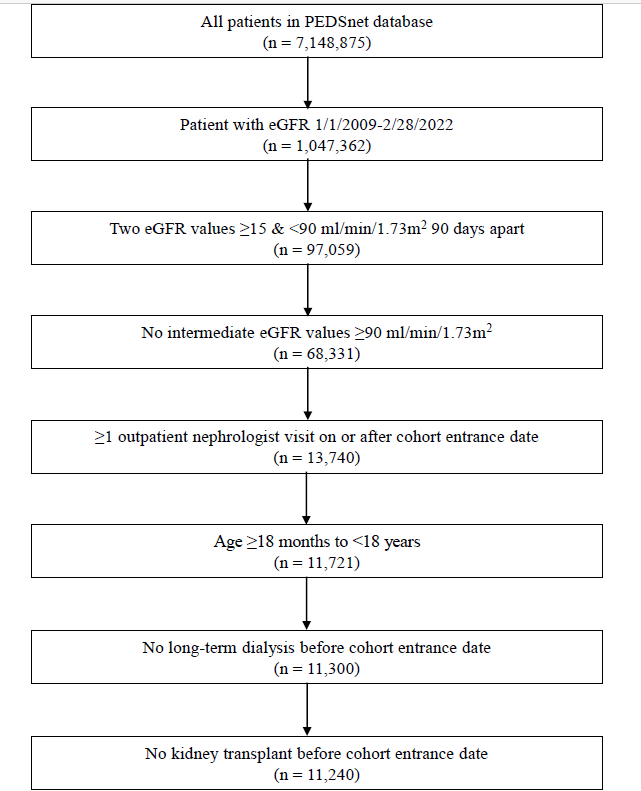 All patients in PEDSnet database
(n = 7,148,875)
Patient with eGFR 1/1/2009-2/28/2022
(n = 1,047,362)
Two eGFR values ≥15 & <90 ml/min/1.73m² 90 days apart
(n = 97,059)
No intermediate eGFR values ≥90 ml/min/1.73m²
(n = 68,331)
≥1 outpatient nephrologist visit on or after cohort entrance date
(n = 13,740)
Age ≥18 months to <18 years
(n = 11,721)
No long-term dialysis before cohort entrance date
(n = 11,300)
No kidney transplant before cohort entrance date
(n = 11,240)